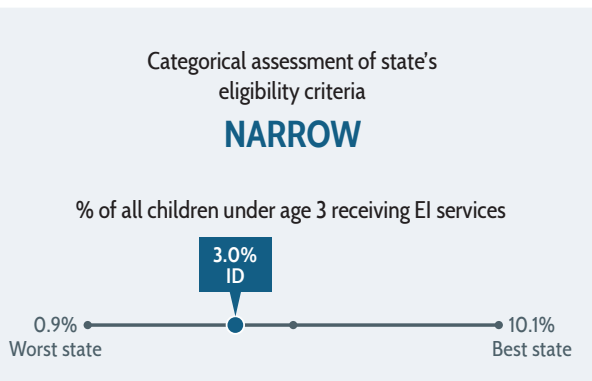 Categorical assessment of state’s
eligibility criteria
NARROW
% of all children under age 3 receiving EI services
3.0%
ID
0.9%
10.1%
Worst state
Best state